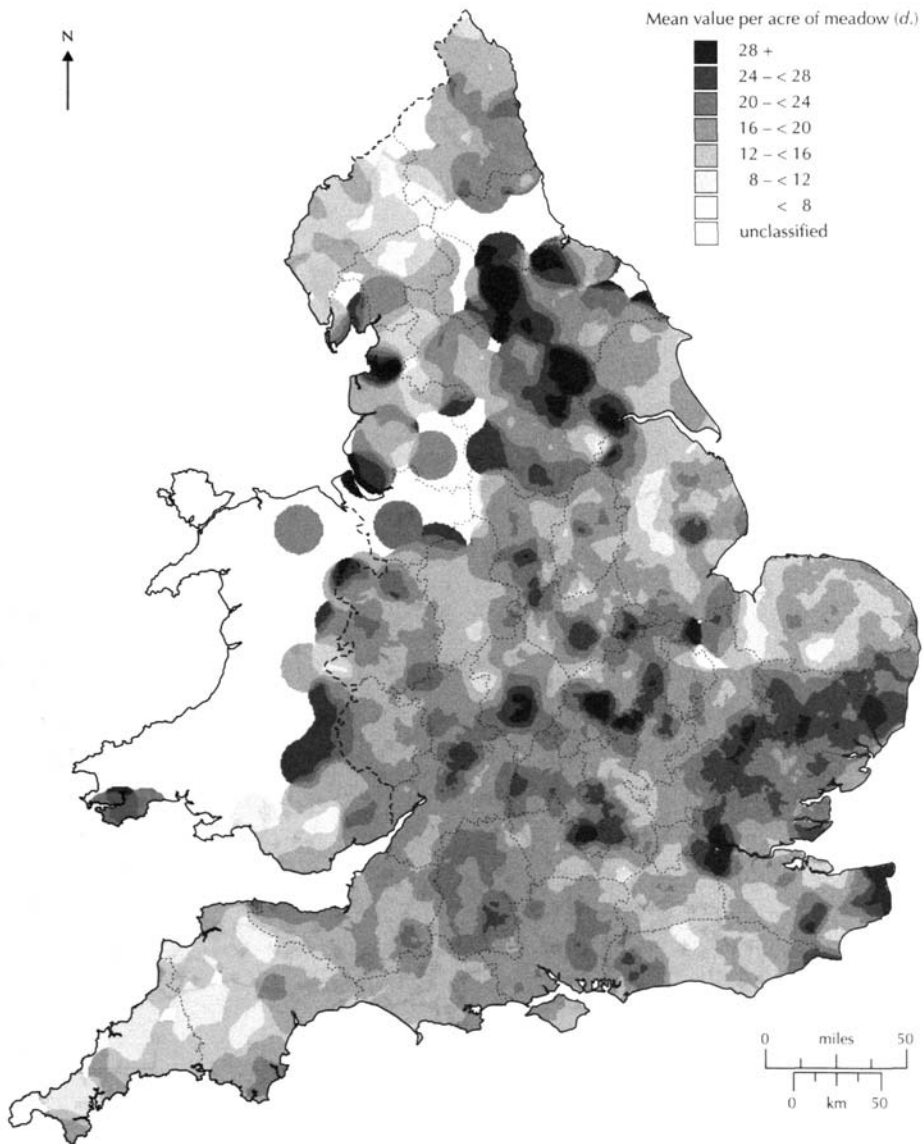 Mean value per acre of meadow (d.)
N
28 +
24 – < 28
20 – < 24
16 – < 20
12 – < 16
8 – < 12
< 8
unclassified
0 miles 50
0 km 50